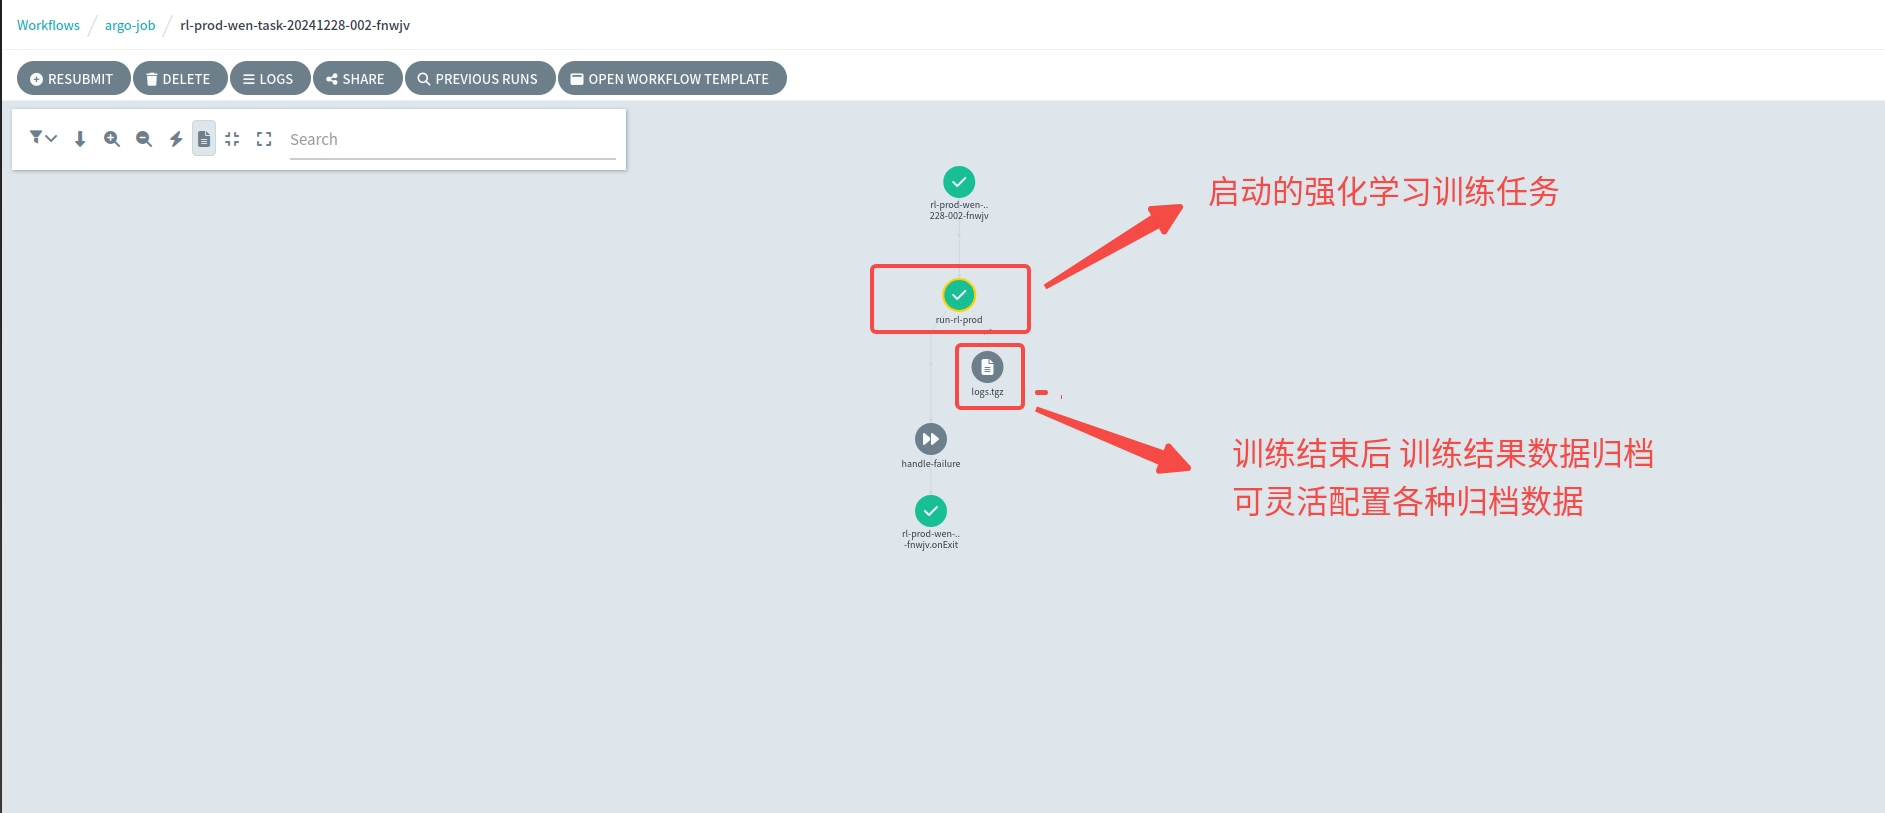 Workflows / argo-job / rl-prod-wen-task-20241228-002-fnwjv
RESUBMIT DELETE LOGS SHARE PREVIOUS RUNS OPEN WORKFLOW TEMPLATE
Search
rl-prod-wen-..
228-002-fnwjv
启动的强化学习训练任务
run-rl-prod
logs.tgz
训练结束后 训练结果数据归档
可灵活配置各种归档数据
handle-failure
rl-prod-wen-..
-fnwjv.onExit